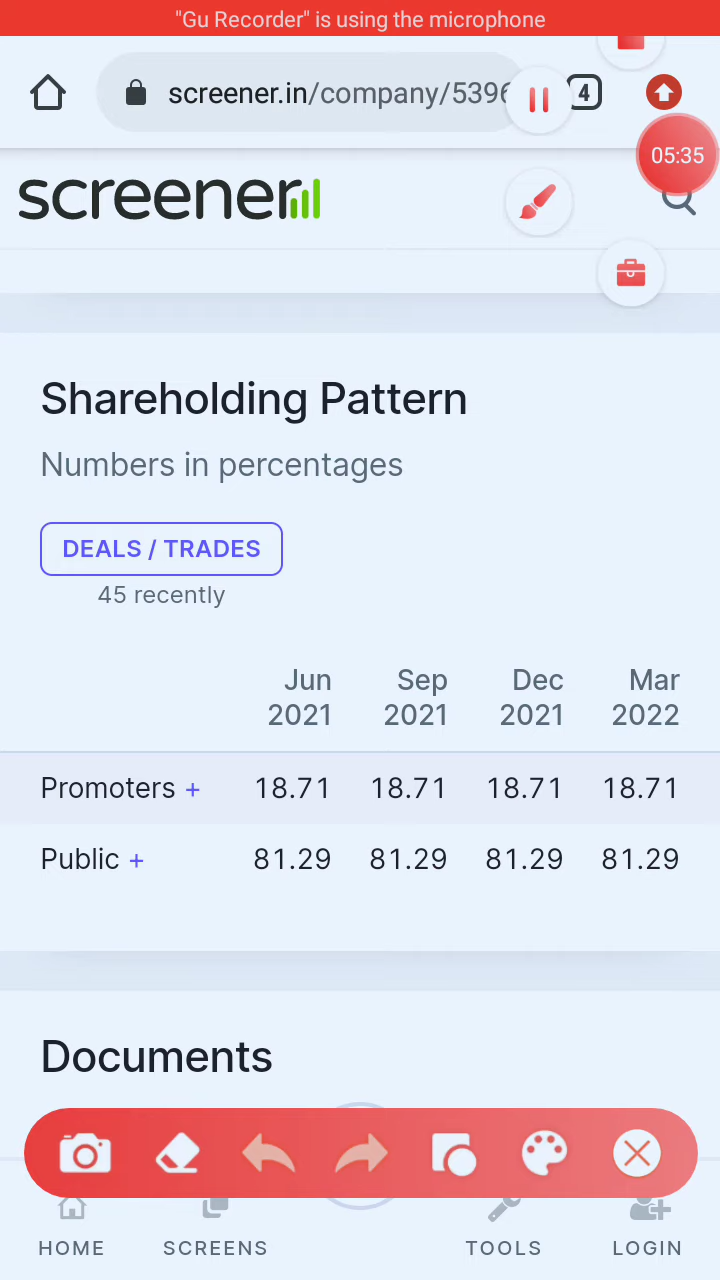 "Gu Recorder" is using the microphone
screener.in/company/5396
4
05:35
screener
Shareholding Pattern
Numbers in percentages
DEALS / TRADES
45 recently
Jun 2021 Sep 2021 Dec 2021 Mar 2022
Promoters + 18.71 18.71 18.71 18.71
Public + 81.29 81.29 81.29 81.29
Documents
HOME SCREENS TOOLS LOGIN